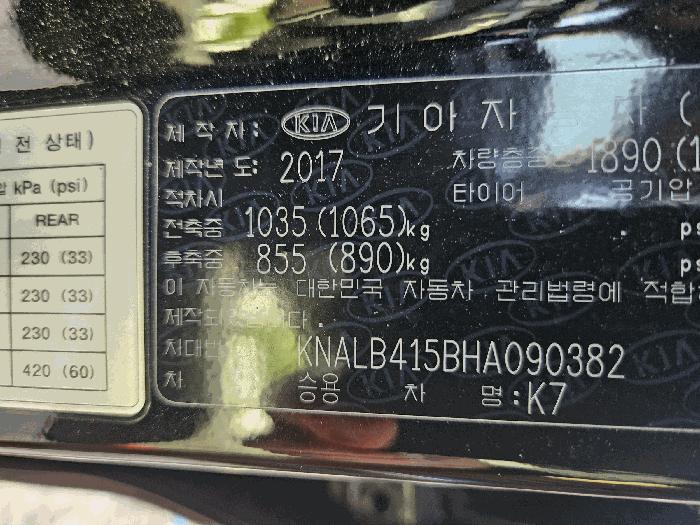 전 상태)
kPa (psi)
REAR
230 (33)
230 (33)
230 (33)
420 (60)
제 작 자: KIA 기 아 자 차 (
제작년 도: 2017 차량총중량 1890 (1
적차시 타이어 공기압
전축중 1035 (1065)kg ps
후축중 855 (890)kg ps
이 자동차는 대한민국 자동차 관리법령에 적합
제작되었습니다.
차대번 KNALB415BHA090382
차 승용 차 명:K7